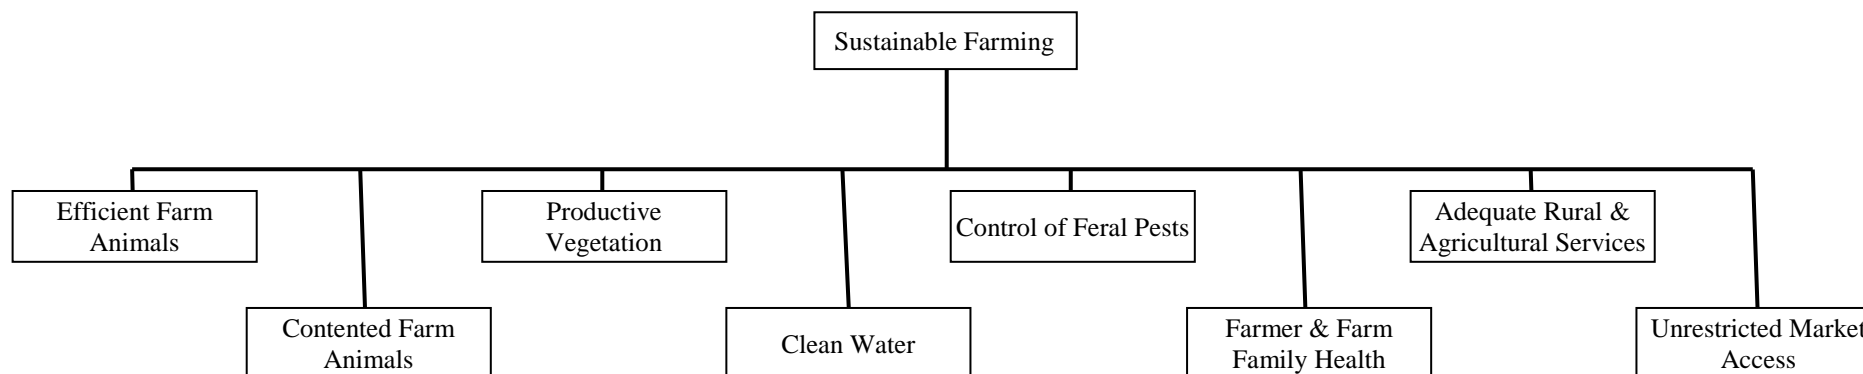 Sustainable Farming
Efficient Farm
Animals
Productive
Vegetation
Control of Feral Pests
Adequate Rural &
Agricultural Services
Contented Farm
Animals
Clean Water
Farmer & Farm
Family Health
Unrestricted Market
Access